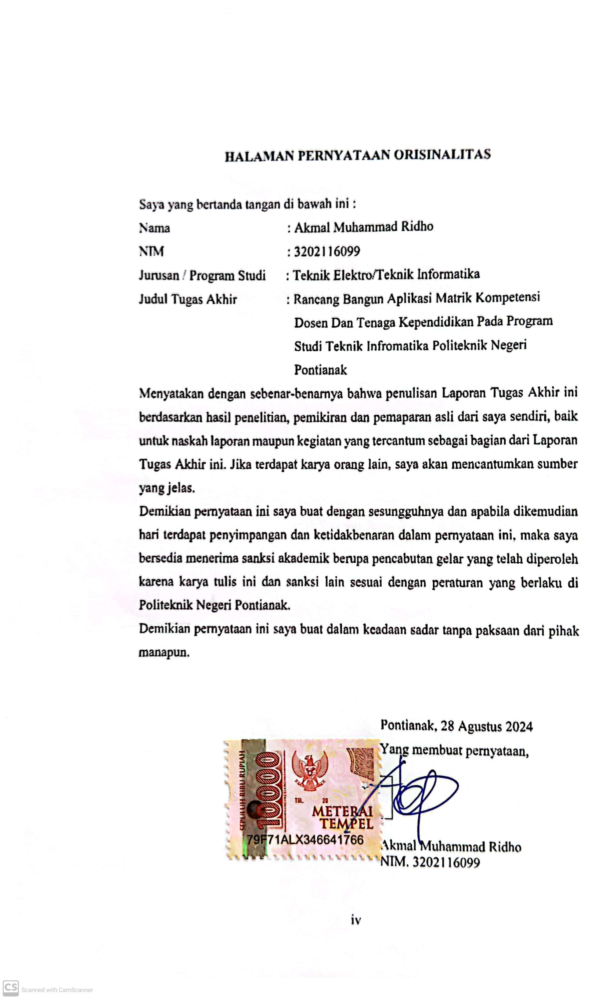 HALAMAN PERNYATAAN ORISINALITAS
Saya yang bertanda tangan di bawah ini :
Nama : Akmal Muhammad Ridho
NIM : 3202116099
Jurusan / Program Studi : Teknik Elektro/Teknik Informatika
Judul Tugas Akhir : Rancang Bangun Aplikasi Matrik Kompetensi
Dosen Dan Tenaga Kependidikan Pada Program
Studi Teknik Infromatika Politeknik Negeri
Pontianak
Menyatakan dengan sebenar-benarnya bahwa penulisan Laporan Tugas Akhir ini
berdasarkan hasil penelitian, pemikiran dan pemaparan asli dari saya sendiri, baik
untuk naskah laporan maupun kegiatan yang tercantum sebagai bagian dari Laporan
Tugas Akhir ini. Jika terdapat karya orang lain, saya akan mencantumkan sumber
yang jelas.
Demikian pernyataan ini saya buat dengan sesungguhnya dan apabila dikemudian
hari terdapat penyimpangan dan ketidakbenaran dalam pernyataan ini, maka saya
bersedia menerima sanksi akademik berupa pencabutan gelar yang telah diperoleh
karena karya tulis ini dan sanksi lain sesuai dengan peraturan yang berlaku di
Politeknik Negeri Pontianak.
Demikian pernyataan ini saya buat dalam keadaan sadar tanpa paksaan dari pihak
manapun.
Pontianak, 28 Agustus 2024
Yang membuat pernyataan,
SEPULUH RIBU RUPIAH
10000
TGL. 20
METERAI
TEMPEL
79F71ALX346641766
Akmal Muhammad Ridho
NIM. 3202116099
iv
CS Scanned with CamScanner